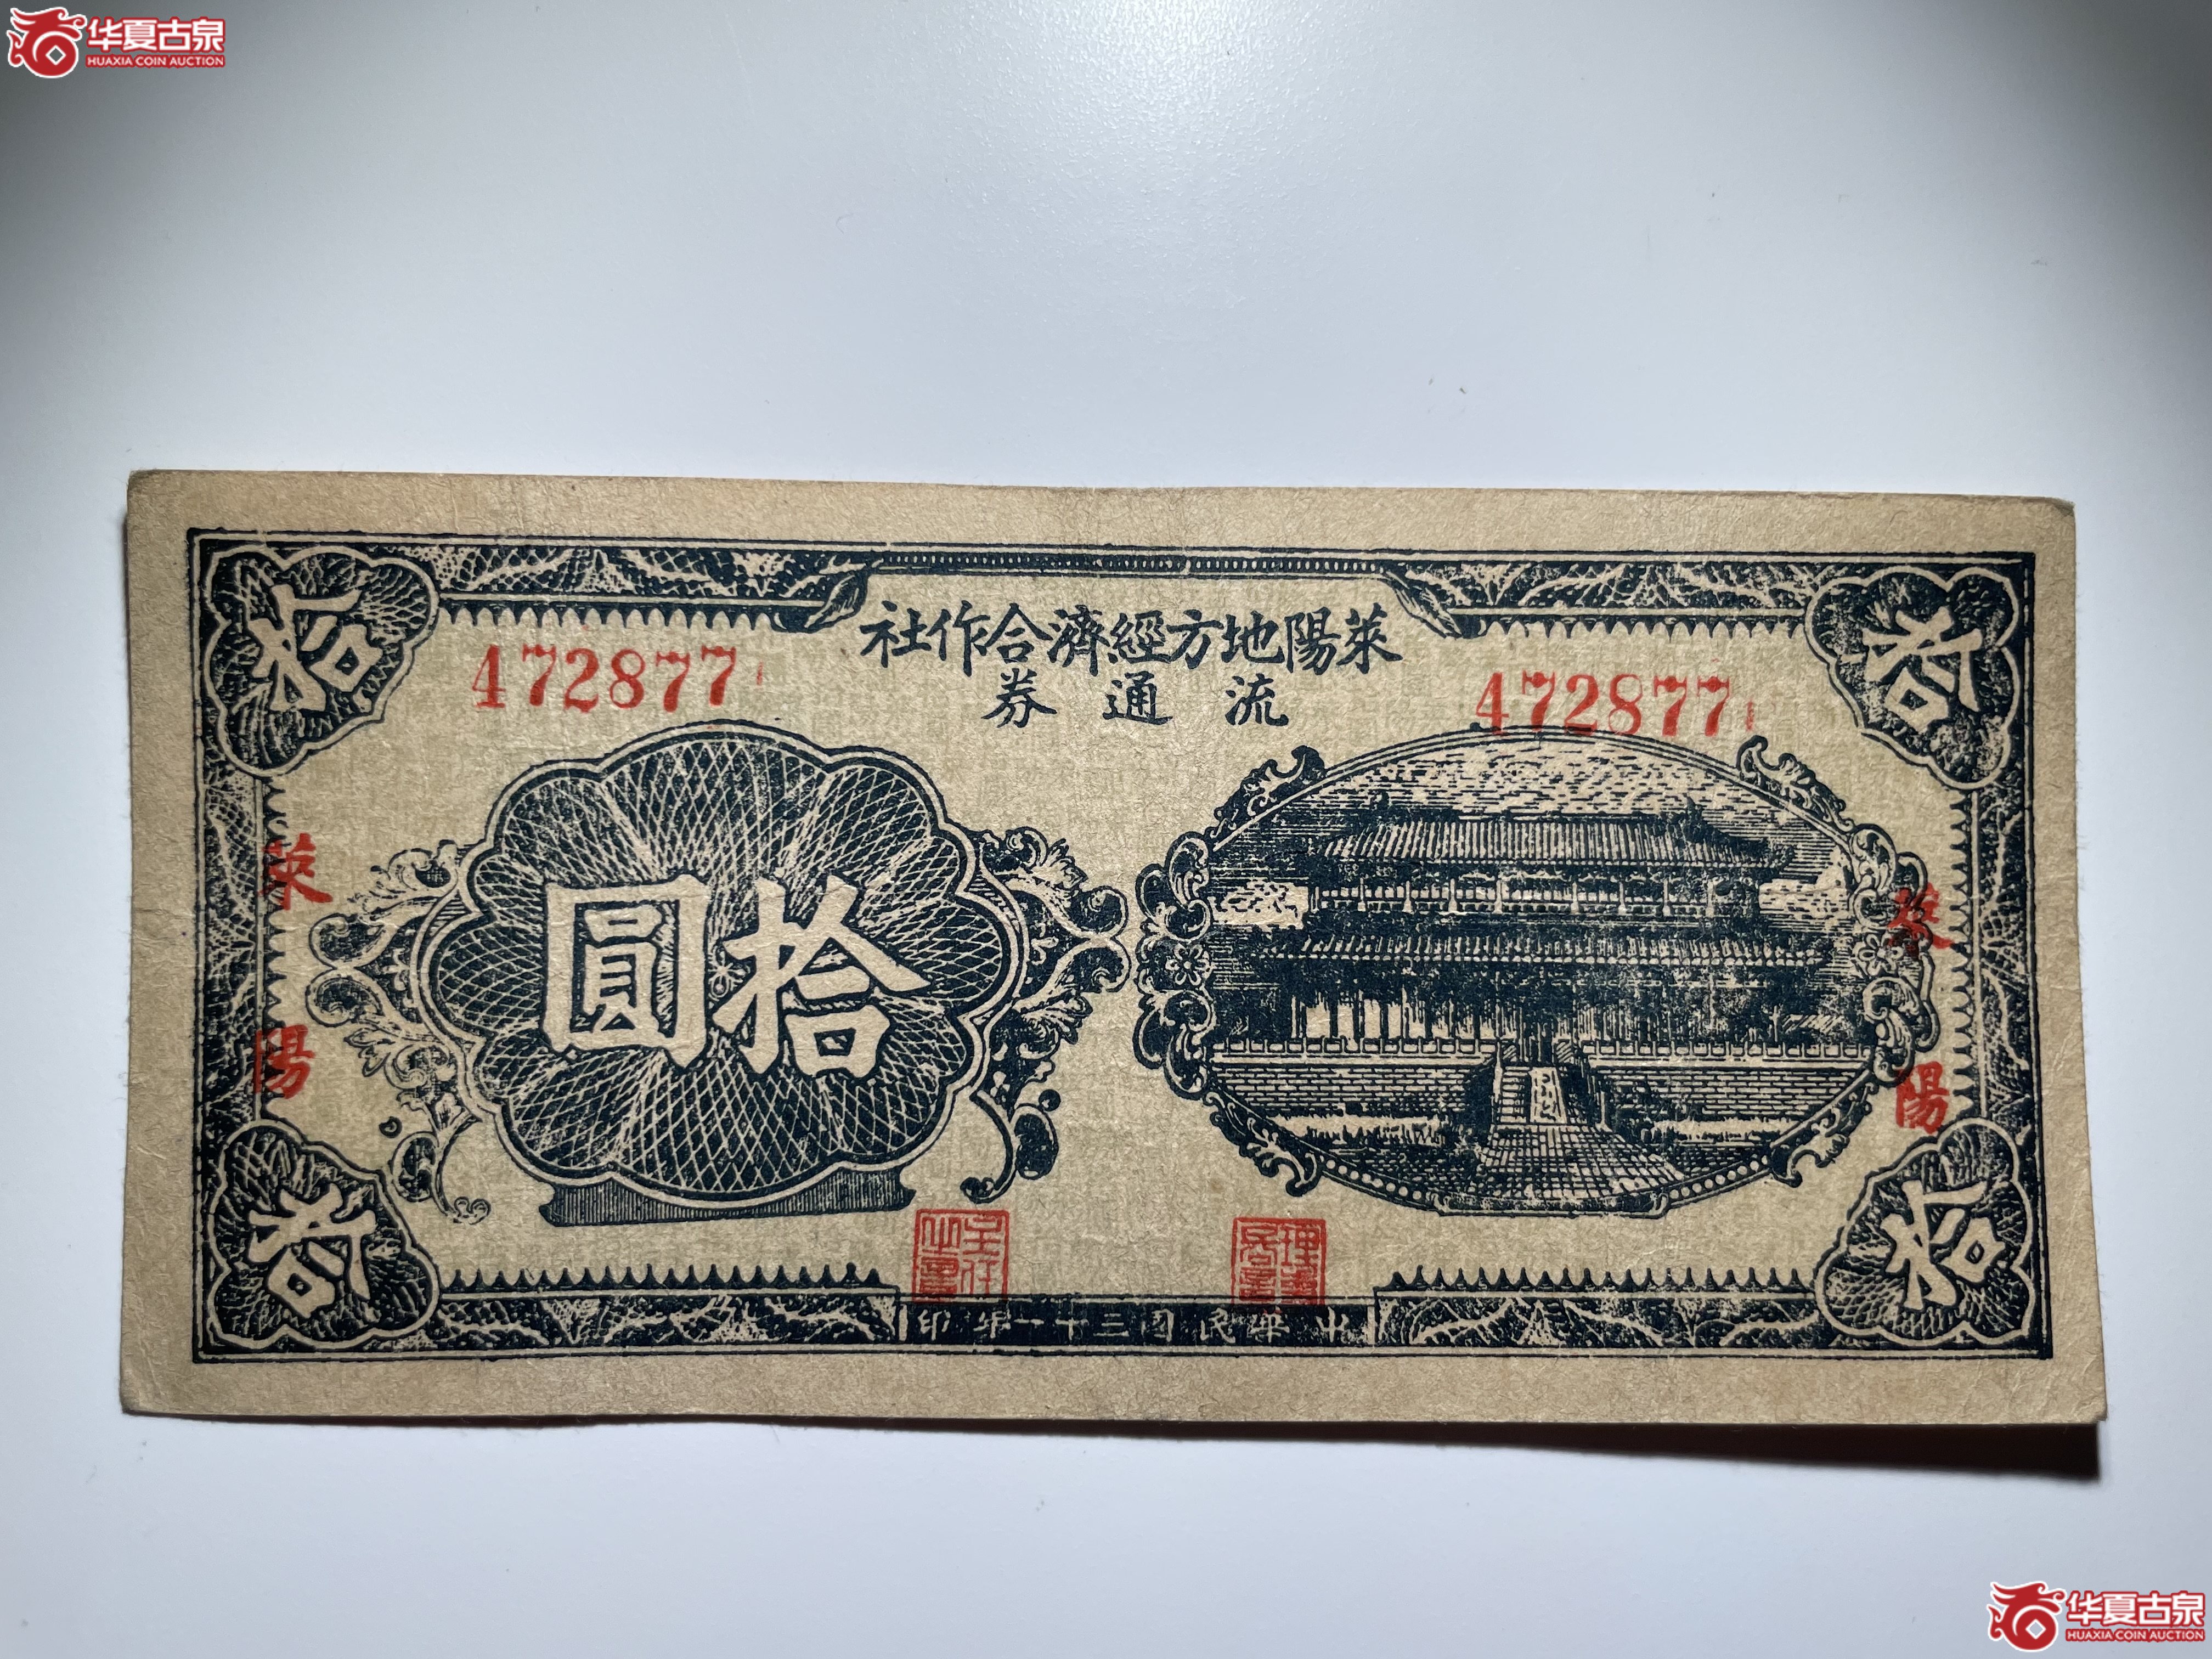 华夏古泉
HUAXIA COIN AUCTION
拾
拾
萊陽地方經濟合作社
流通券
472877
472877
拾圓
萊陽
萊陽
拾
拾
中華民國三十一年印
华夏古泉
HUAXIA COIN AUCTION